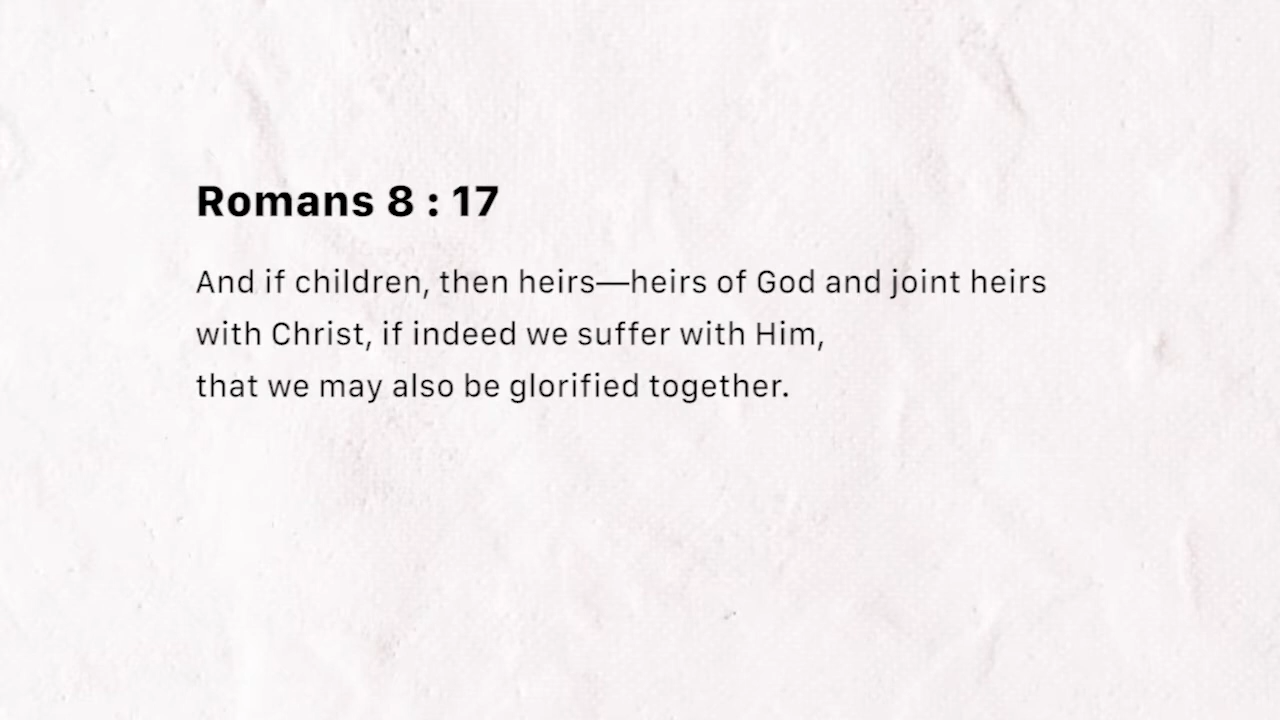 Romans 8 : 17
And if children, then heirs—heirs of God and joint heirs
with Christ, if indeed we suffer with Him,
that we may also be glorified together.